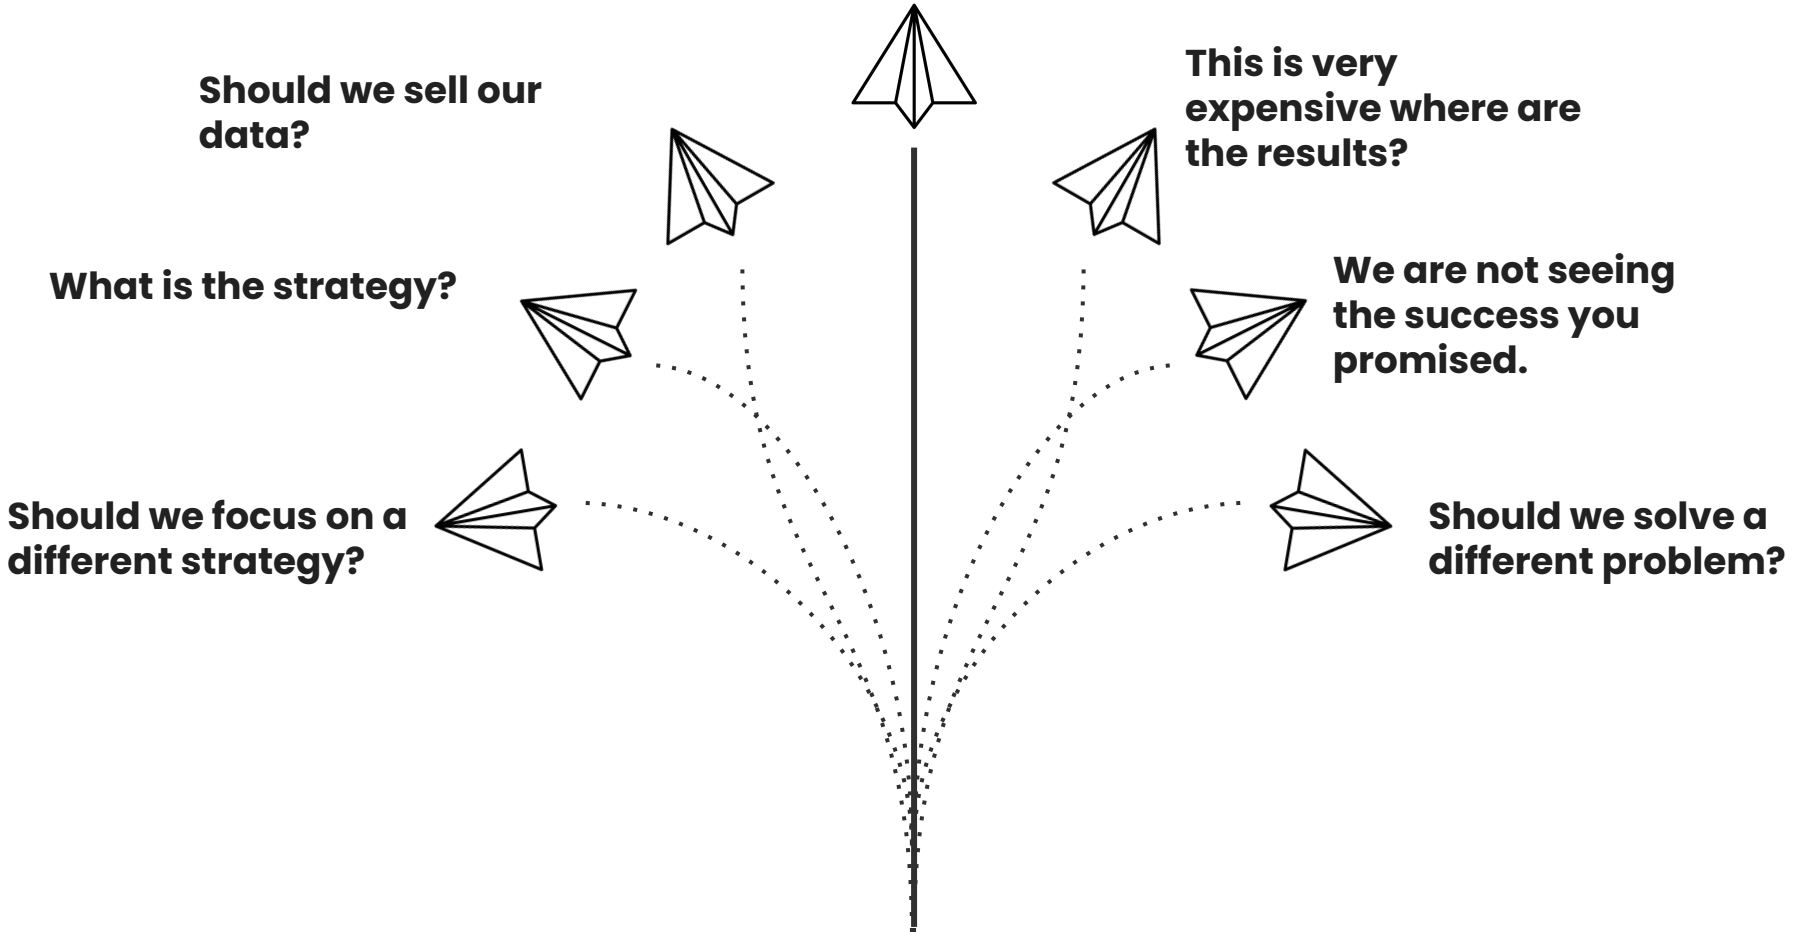 Should we sell our
data?
What is the strategy?
Should we focus on a
different strategy?
This is very
expensive where are
the results?
We are not seeing
the success you
promised.
Should we solve a
different problem?